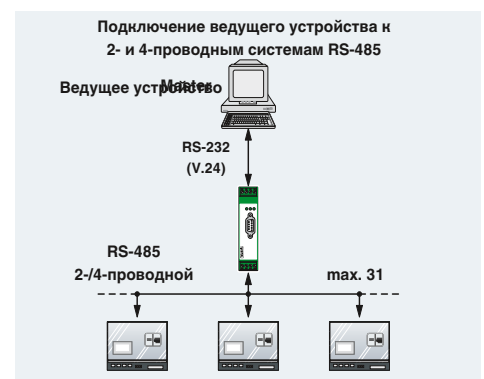 Подключение ведущего устройства к
2- и 4-проводным системам RS-485
Ведущее устройство
Master
RS-232
(V.24)
RS-485
2-/4-проводной
max. 31